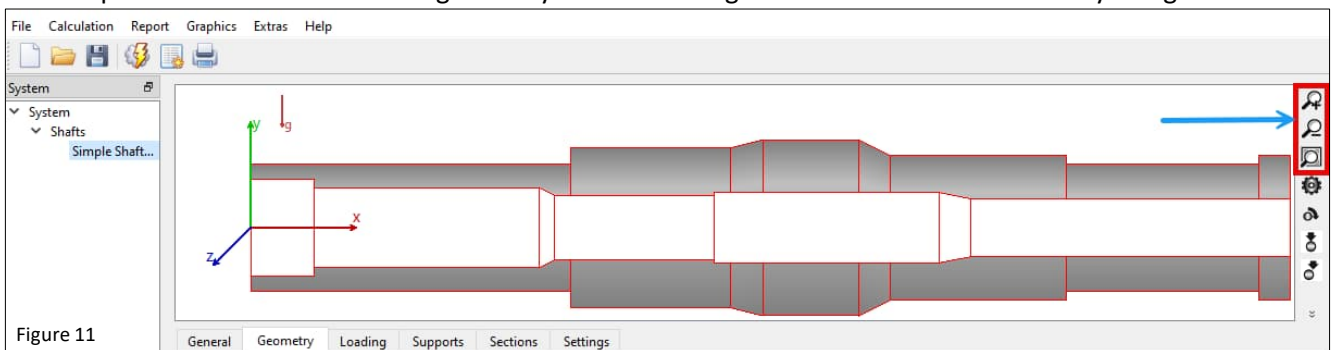 File Calculation Report Graphics Extras Help
System
System
Shafts
Simple Shaft...
y
g
x
z
Figure 11
General Geometry Loading Supports Sections Settings